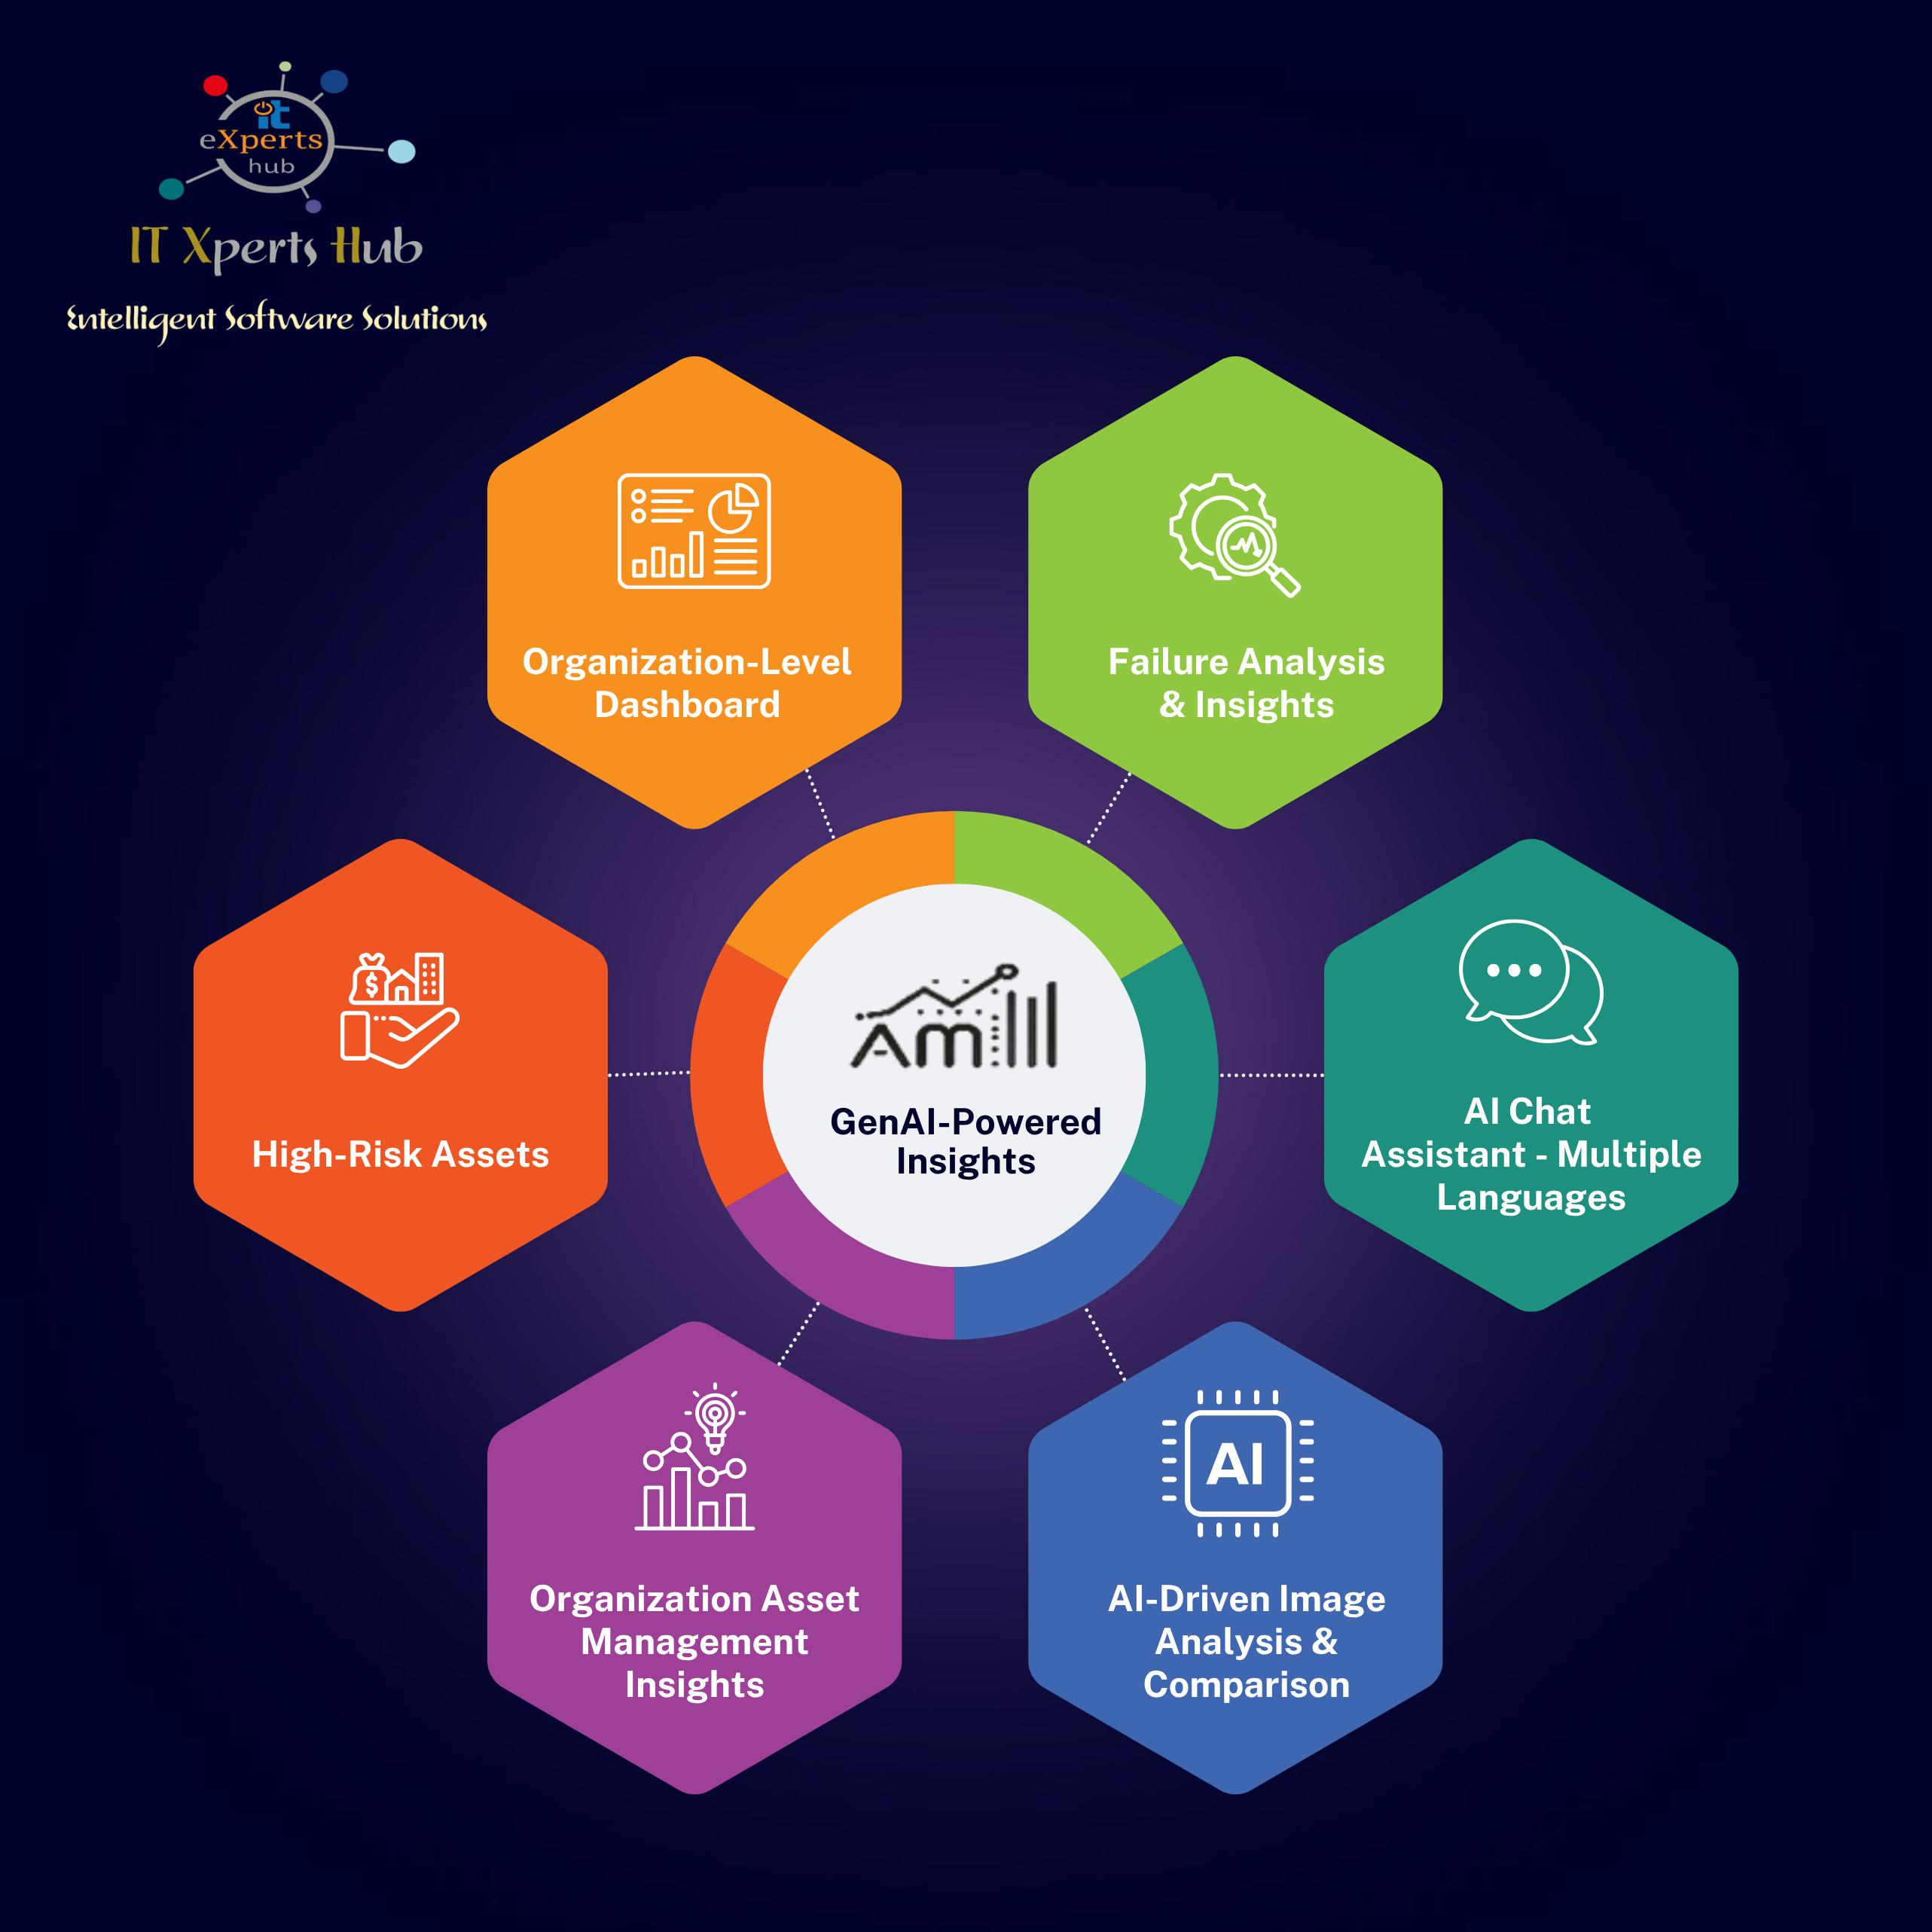 it
eXperts
hub
IT Xperts Hub
Intelligent Software Solutions
Organization-Level
Dashboard
Failure Analysis
& Insights
$
High-Risk Assets
Amill
GenAI-Powered
Insights
AI Chat
Assistant - Multiple
Languages
Organization Asset
Management
Insights
AI
AI-Driven Image
Analysis &
Comparison